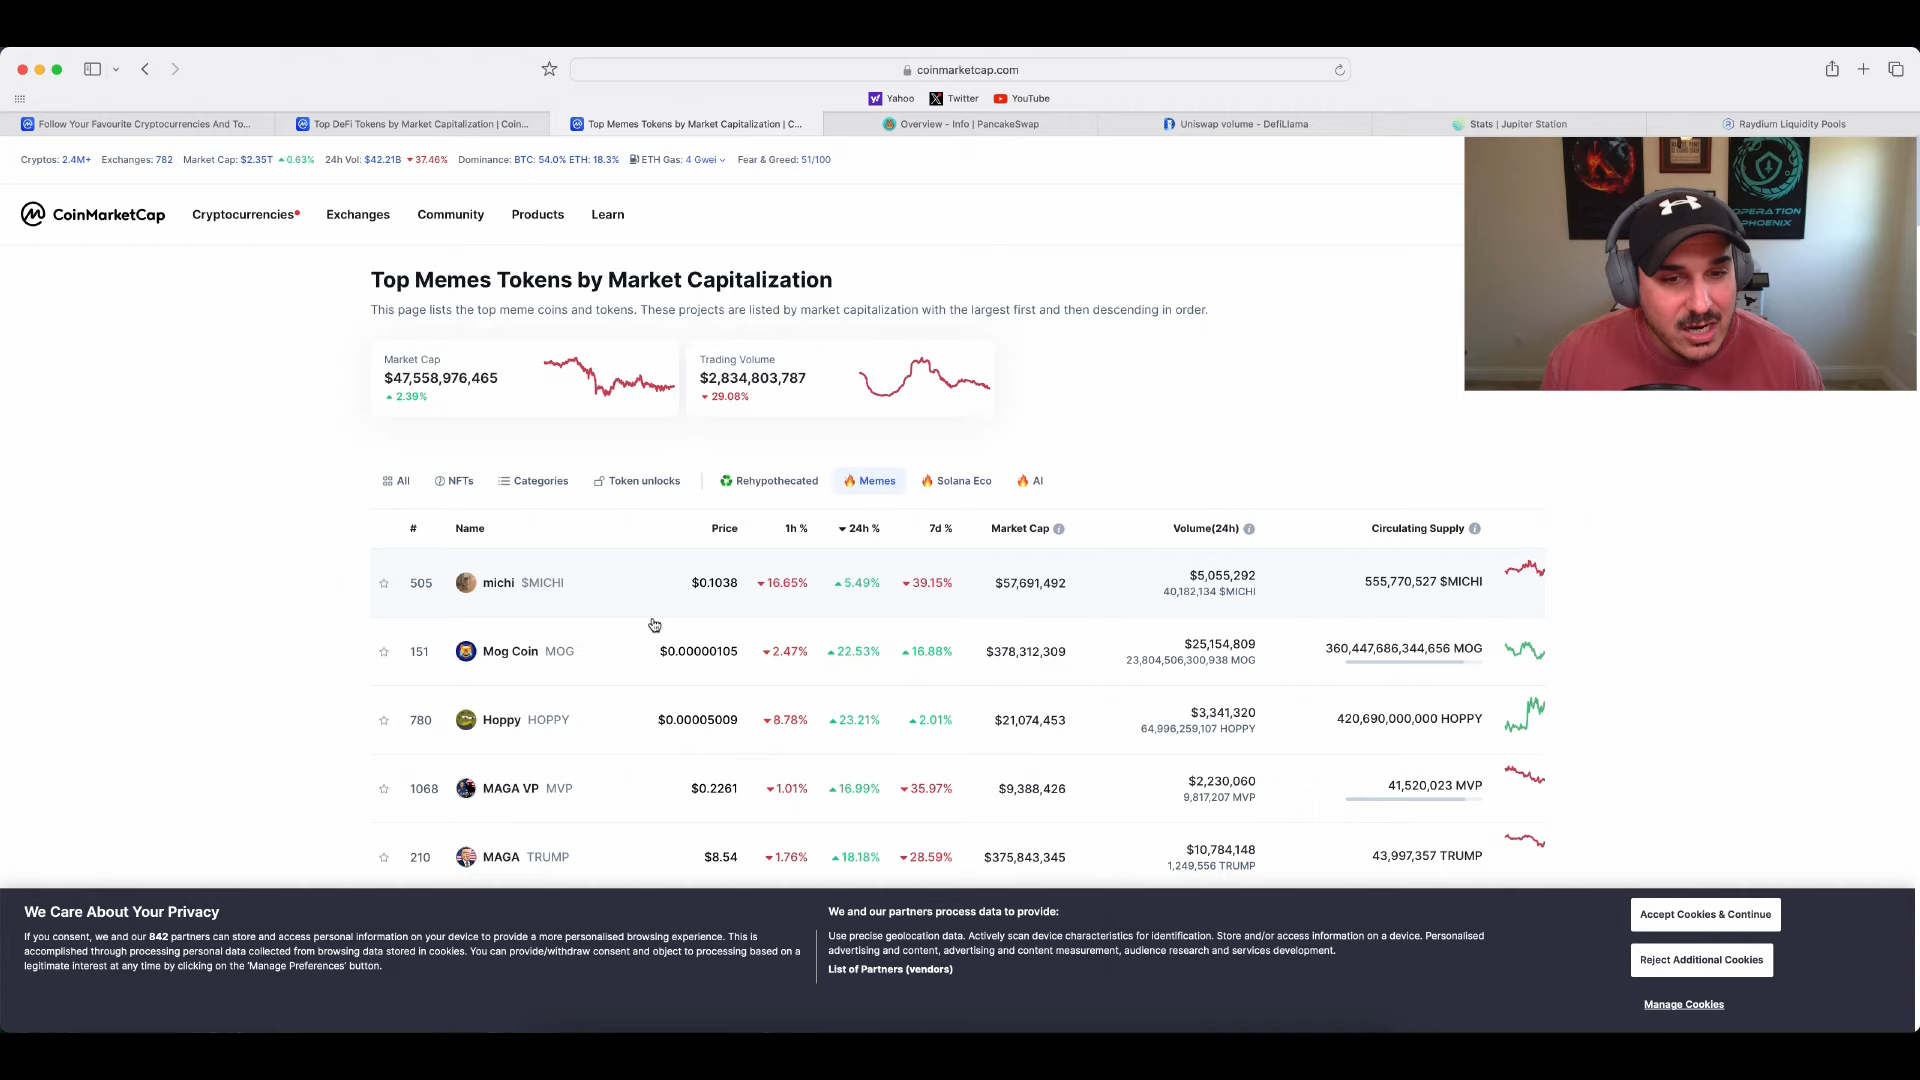 coinmarketcap.com
Yahoo Twitter YouTube
Follow Your Favourite Cryptocurrencies And To...
Top DeFi Tokens by Market Capitalization | Coin...
Top Memes Tokens by Market Capitalization | C...
Overview - Info | PancakeSwap
Uniswap volume - DefiLlama
Stats | Jupiter Station
Raydium Liquidity Pools
Cryptos: 2.4M+ Exchanges: 782 Market Cap: $2.35T 0.63% 24h Vol: $42.21B 37.46% Dominance: BTC: 54.0% ETH: 18.3% ETH Gas: 4 Gwei Fear & Greed: 51/100
CoinMarketCap Cryptocurrencies Exchanges Community Products Learn
OPERATION
PHOENIX
Top Memes Tokens by Market Capitalization
This page lists the top meme coins and tokens. These projects are listed by market capitalization with the largest first and then descending in order.
Market Cap
$47,558,976,465
2.39%
Trading Volume
$2,834,803,787
29.08%
All NFTs Categories Token unlocks Rehypothecated Memes Solana Eco AI
# Name Price 1h % 24h % 7d % Market Cap Volume(24h) Circulating Supply
505 michi $MICHI $0.1038 16.65% 5.49% 39.15% $57,691,492 $5,055,292 555,770,527 $MICHI
40,182,134 $MICHI
151 Mog Coin MOG $0.00000105 2.47% 22.53% 16.88% $378,312,309 $25,154,809 360,447,686,344,656 MOG
23,804,506,300,938 MOG
780 Hoppy HOPPY $0.00005009 8.78% 23.21% 2.01% $21,074,453 $3,341,320 420,690,000,000 HOPPY
64,996,259,107 HOPPY
1068 MAGA VP MVP $0.2261 1.01% 16.99% 35.97% $9,388,426 $2,230,060 41,520,023 MVP
9,817,207 MVP
210 MAGA TRUMP $8.54 1.76% 18.18% 28.59% $375,843,345 $10,784,148 43,997,357 TRUMP
1,249,556 TRUMP
We Care About Your Privacy
If you consent, we and our 842 partners can store and access personal information on your device to provide a more personalised browsing experience. This is
accomplished through processing personal data collected from browsing data stored in cookies. You can provide/withdraw consent and object to processing based on a
legitimate interest at any time by clicking on the 'Manage Preferences' button.
We and our partners process data to provide:
Use precise geolocation data. Actively scan device characteristics for identification. Store and/or access information on a device. Personalised
advertising and content, advertising and content measurement, audience research and services development.
List of Partners (vendors)
Accept Cookies & Continue
Reject Additional Cookies
Manage Cookies